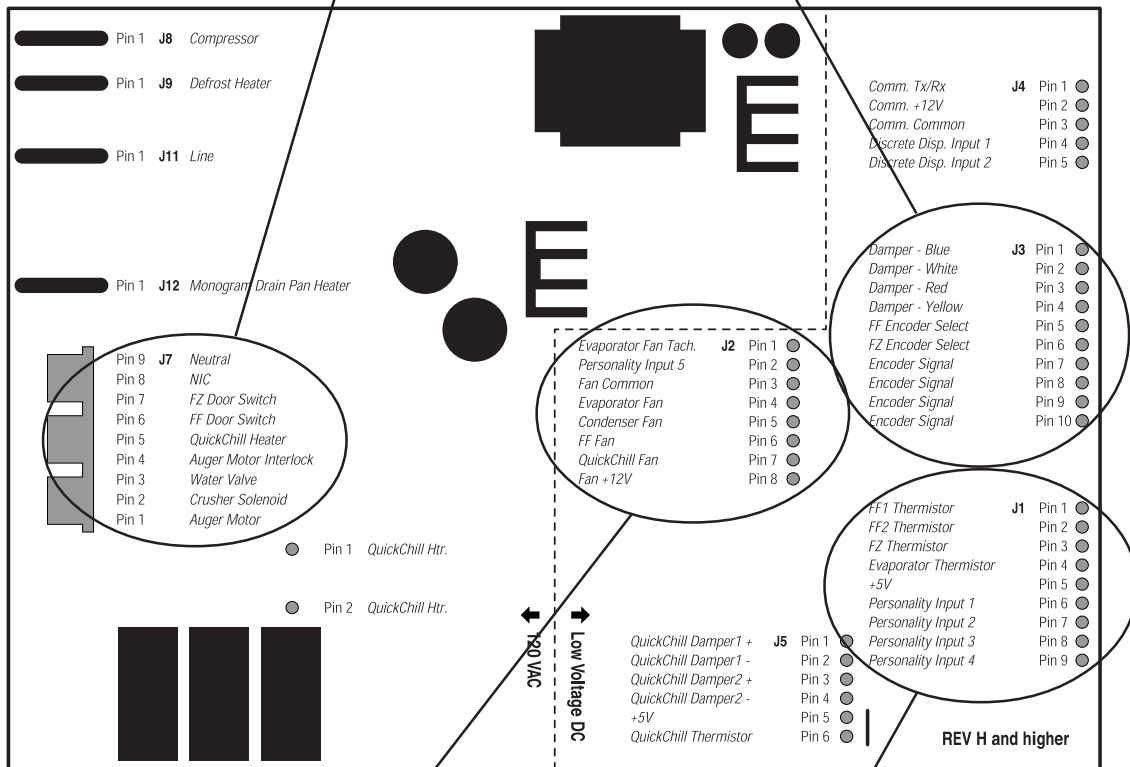 Pin 1 J8 Compressor
Pin 1 J9 Defrost Heater
Pin 1 J11 Line
Pin 1 J12 Monogram Drain Pan Heater
Comm. Tx/Rx J4 Pin 1
Comm. +12V Pin 2
Comm. Common Pin 3
Discrete Disp. Input 1 Pin 4
Discrete Disp. Input 2 Pin 5
Damper - Blue J3 Pin 1
Damper - White Pin 2
Damper - Red Pin 3
Damper - Yellow Pin 4
FF Encoder Select Pin 5
FZ Encoder Select Pin 6
Encoder Signal Pin 7
Encoder Signal Pin 8
Encoder Signal Pin 9
Encoder Signal Pin 10
Pin 9 J7 Neutral
Pin 8 NIC
Pin 7 FZ Door Switch
Pin 6 FF Door Switch
Pin 5 QuickChill Heater
Pin 4 Auger Motor Interlock
Pin 3 Water Valve
Pin 2 Crusher Solenoid
Pin 1 Auger Motor
Evaporator Fan Tach. J2 Pin 1
Personality Input 5 Pin 2
Fan Common Pin 3
Evaporator Fan Pin 4
Condenser Fan Pin 5
FF Fan Pin 6
QuickChill Fan Pin 7
Fan +12V Pin 8
FF1 Thermistor J1 Pin 1
FF2 Thermistor Pin 2
FZ Thermistor Pin 3
Evaporator Thermistor Pin 4
+5V Pin 5
Personality Input 1 Pin 6
Personality Input 2 Pin 7
Personality Input 3 Pin 8
Personality Input 4 Pin 9
Pin 1 QuickChill Htr.
Pin 2 QuickChill Htr.
120 VAC
Low Voltage DC
QuickChill Damper1 + J5 Pin 1
QuickChill Damper1 - Pin 2
QuickChill Damper2 + Pin 3
QuickChill Damper2 - Pin 4
+5V Pin 5
QuickChill Thermistor Pin 6
REV H and higher